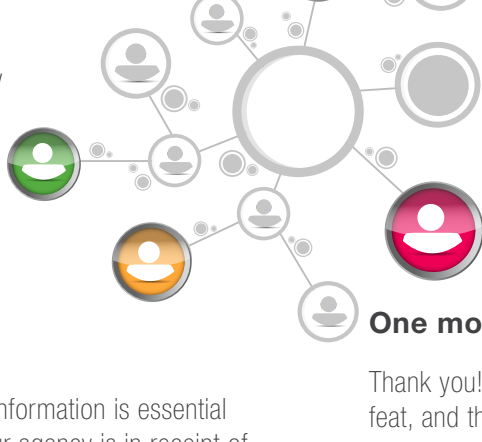 One mo
Thank you!
feat, and th
nformation is essential
agency is in receipt of